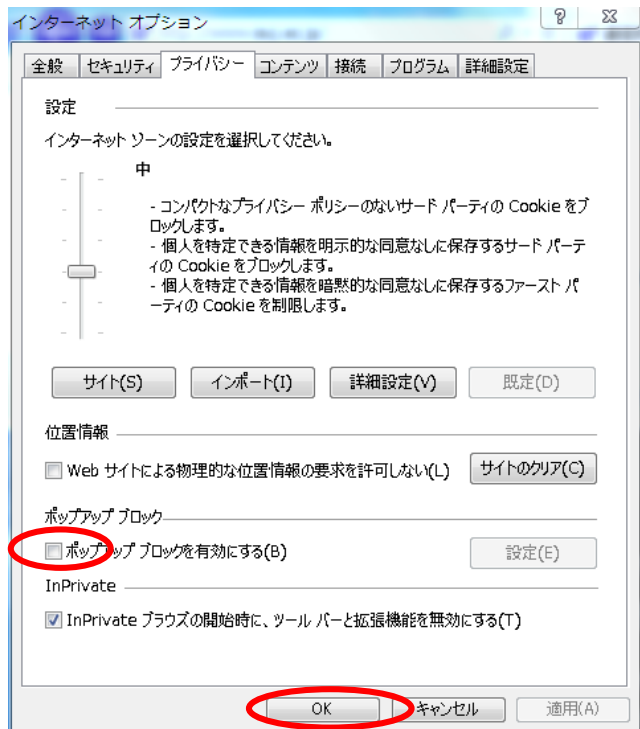 インターネット オプション
全般 セキュリティ プライバシー コンテンツ 接続 プログラム 詳細設定
設定
インターネット ゾーンの設定を選択してください。
中
- コンパクトなプライバシー ポリシーのないサード パーティの Cookie をブ
ロックします。
- 個人を特定できる情報を明示的な同意なしに保存するサード パーテ
ィの Cookie をブロックします。
- 個人を特定できる情報を暗黙的な同意なしに保存するファースト パ
ーティの Cookie を制限します。
サイト(S) インポート(I) 詳細設定(V) 既定(D)
位置情報
Web サイトによる物理的な位置情報の要求を許可しない(L) サイトのクリア(C)
ポップアップ ブロック
ポップアップ ブロックを有効にする(B) 設定(E)
InPrivate
InPrivate ブラウズの開始時に、ツール バーと拡張機能を無効にする(T)
OK キャンセル 適用(A)